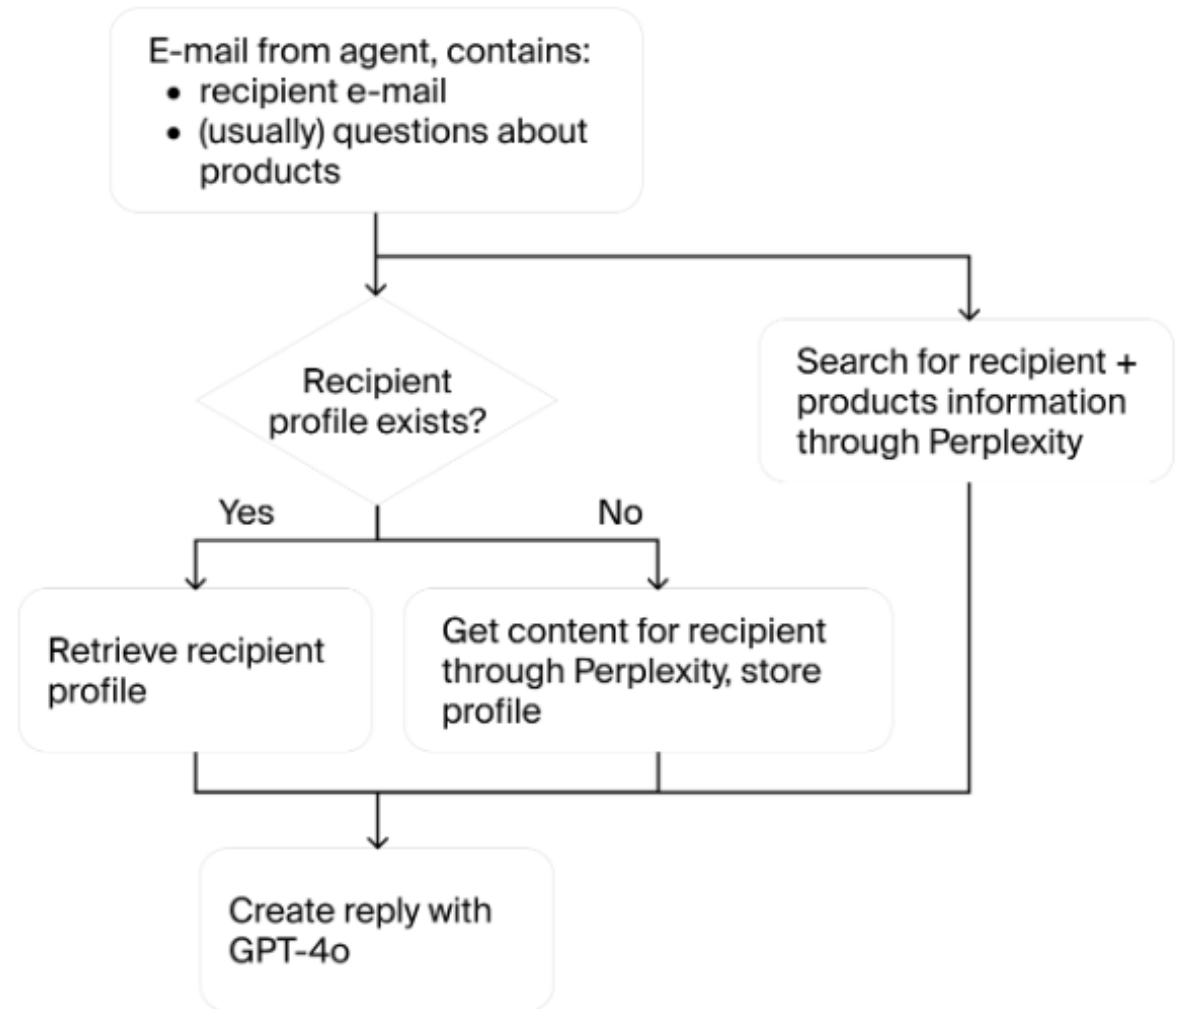 E-mail from agent, contains:
• recipient e-mail
• (usually) questions about
products
Recipient
profile exists?
Search for recipient +
products information
through Perplexity
Yes
No
Retrieve recipient
profile
Get content for recipient
through Perplexity, store
profile
Create reply with
GPT-4o